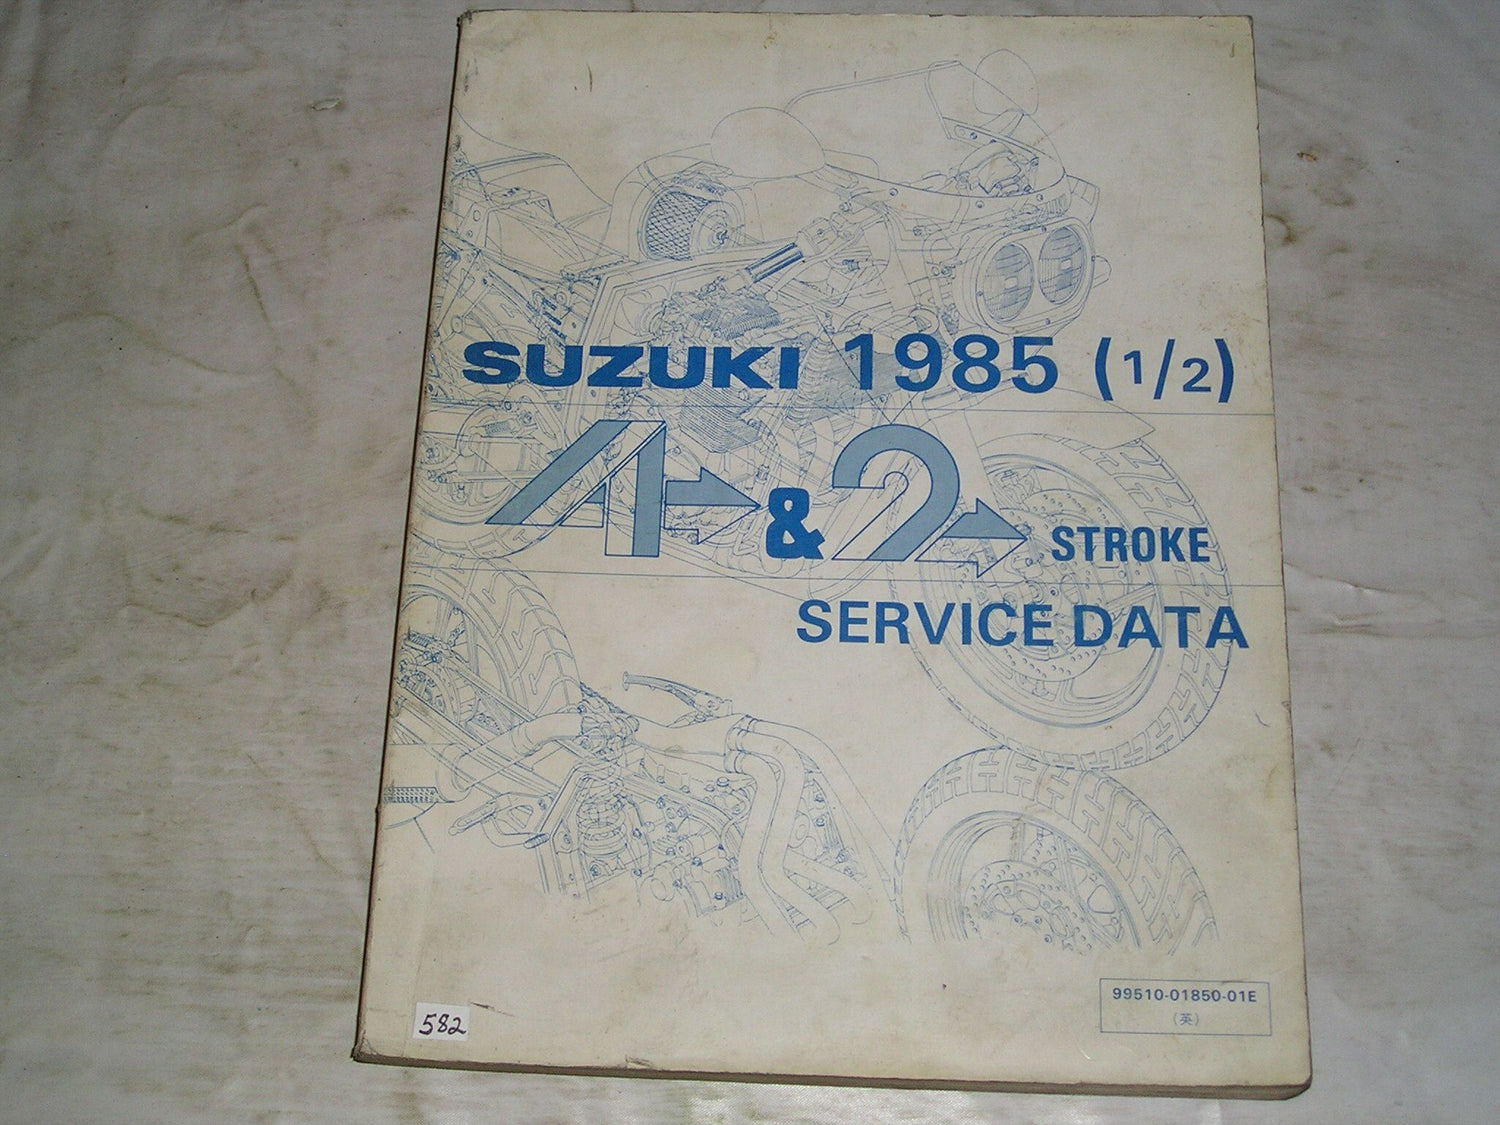 SUZUKI 1985 (1/2)
4 & 2 STROKE
SERVICE DATA
99510-01850-01E
(英)
582